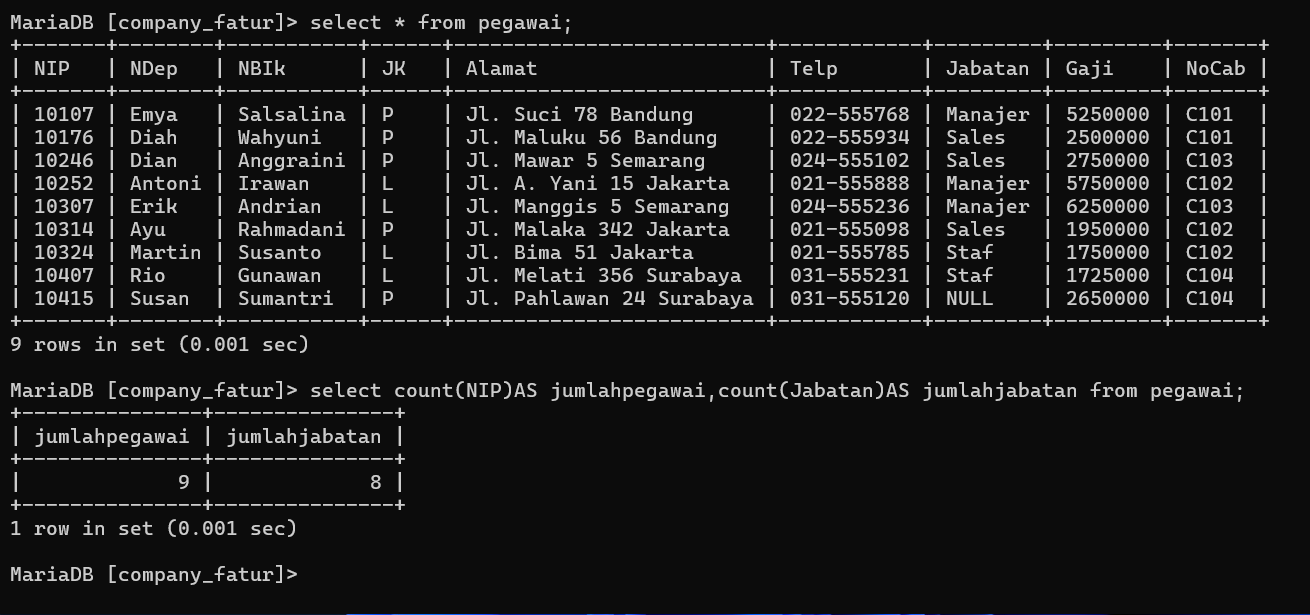 MariaDB [company_fatur]> select * from pegawai;
+-------+--------+-----------+------+--------------------------+------------+---------+---------+-------+
| NIP   | NDep   | NBIk      | JK   | Alamat                   | Telp       | Jabatan | Gaji    | NoCab |
+-------+--------+-----------+------+--------------------------+------------+---------+---------+-------+
| 10107 | Emya   | Salsalina | P    | Jl. Suci 78 Bandung      | 022-555768 | Manajer | 5250000 | C101  |
| 10176 | Diah   | Wahyuni   | P    | Jl. Maluku 56 Bandung    | 022-555934 | Sales   | 2500000 | C101  |
| 10246 | Dian   | Anggraini | P    | Jl. Mawar 5 Semarang     | 024-555102 | Sales   | 2750000 | C103  |
| 10252 | Antoni | Irawan    | L    | Jl. A. Yani 15 Jakarta   | 021-555888 | Manajer | 5750000 | C102  |
| 10307 | Erik   | Andrian   | L    | Jl. Manggis 5 Semarang   | 024-555236 | Manajer | 6250000 | C103  |
| 10314 | Ayu    | Rahmadani | P    | Jl. Malaka 342 Jakarta   | 021-555098 | Sales   | 1950000 | C102  |
| 10324 | Martin | Susanto   | L    | Jl. Bima 51 Jakarta      | 021-555785 | Staf    | 1750000 | C102  |
| 10407 | Rio    | Gunawan   | L    | Jl. Melati 356 Surabaya  | 031-555231 | Staf    | 1725000 | C104  |
| 10415 | Susan  | Sumantri  | P    | Jl. Pahlawan 24 Surabaya | 031-555120 | NULL    | 2650000 | C104  |
+-------+--------+-----------+------+--------------------------+------------+---------+---------+-------+
9 rows in set (0.001 sec)
MariaDB [company_fatur]> select count(NIP)AS jumlahpegawai,count(Jabatan)AS jumlahjabatan from pegawai;
+---------------+---------------+
| jumlahpegawai | jumlahjabatan |
+---------------+---------------+
|             9 |             8 |
+---------------+---------------+
1 row in set (0.001 sec)
MariaDB [company_fatur]>